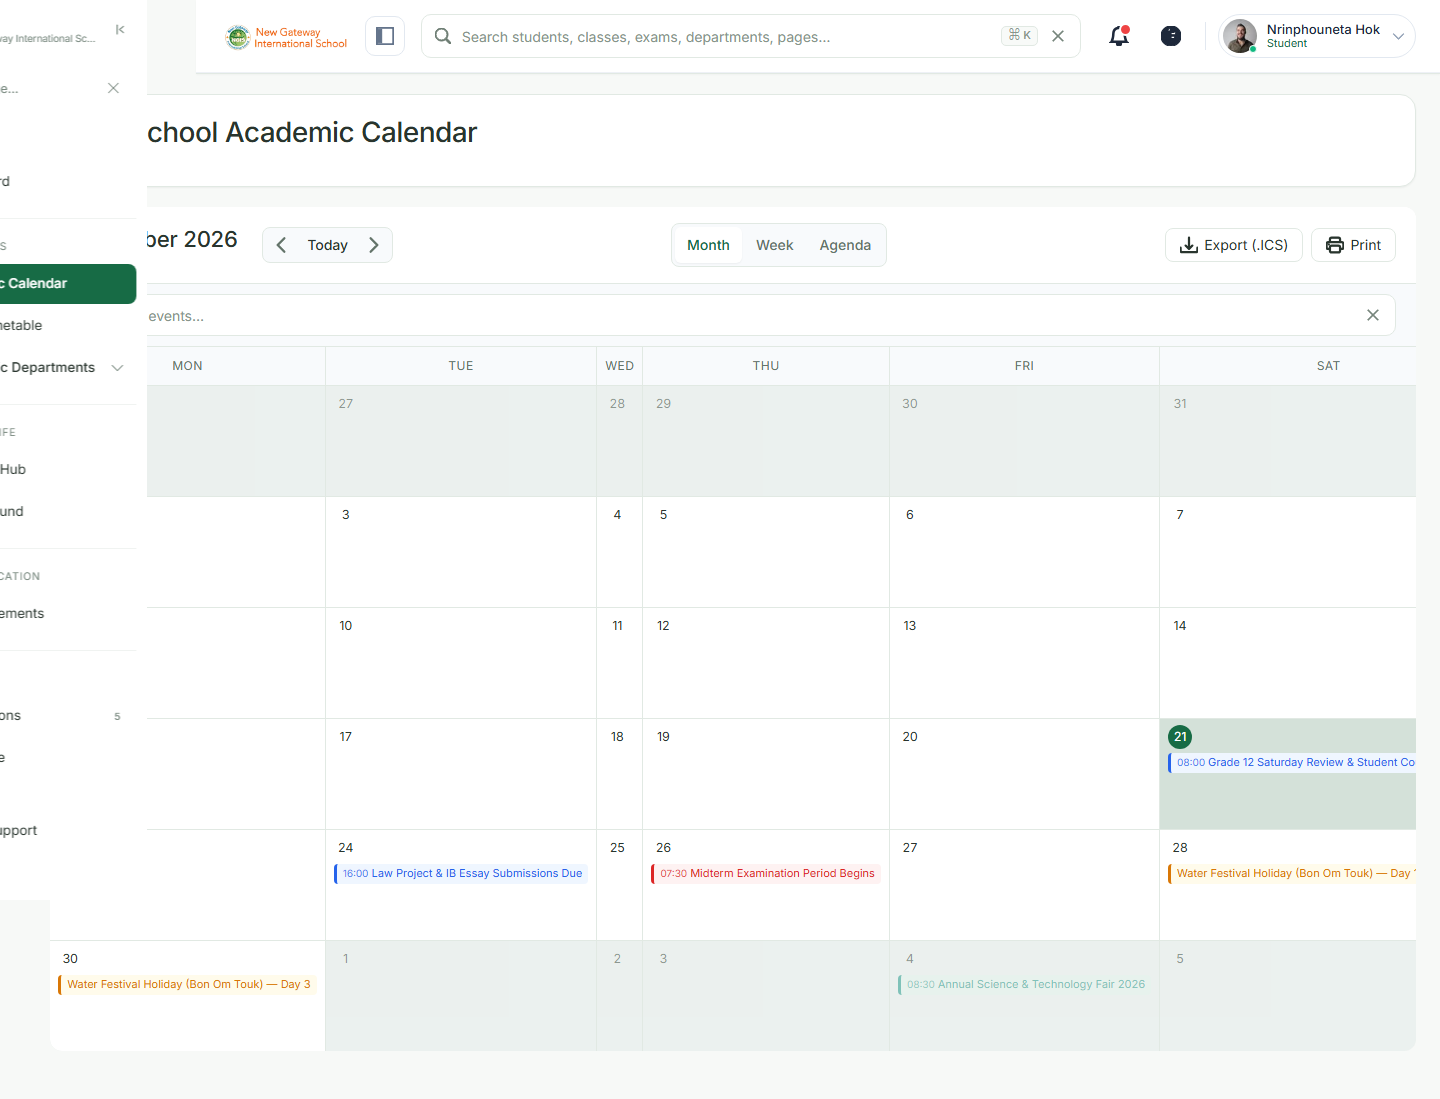 New Gateway
International School
Search students, classes, exams, departments, pages...
⌘ K
Nrinphouneta Hok
Student
way International Sc...
e...
chool Academic Calendar
rd
S
ber 2026
Today
Month
Week
Agenda
Export (.ICS)
Print
c Calendar
events...
netable
c Departments
MON
TUE
WED
THU
FRI
SAT
27
28
29
30
31
IFE
Hub
und
3
4
5
6
7
CATION
ements
10
11
12
13
14
ons
5
e
17
18
19
20
21
08:00 Grade 12 Saturday Review & Student Co
upport
24
25
26
27
28
16:00 Law Project & IB Essay Submissions Due
07:30 Midterm Examination Period Begins
Water Festival Holiday (Bon Om Touk) — Day 1
30
1
2
3
4
5
Water Festival Holiday (Bon Om Touk) — Day 3
08:30 Annual Science & Technology Fair 2026